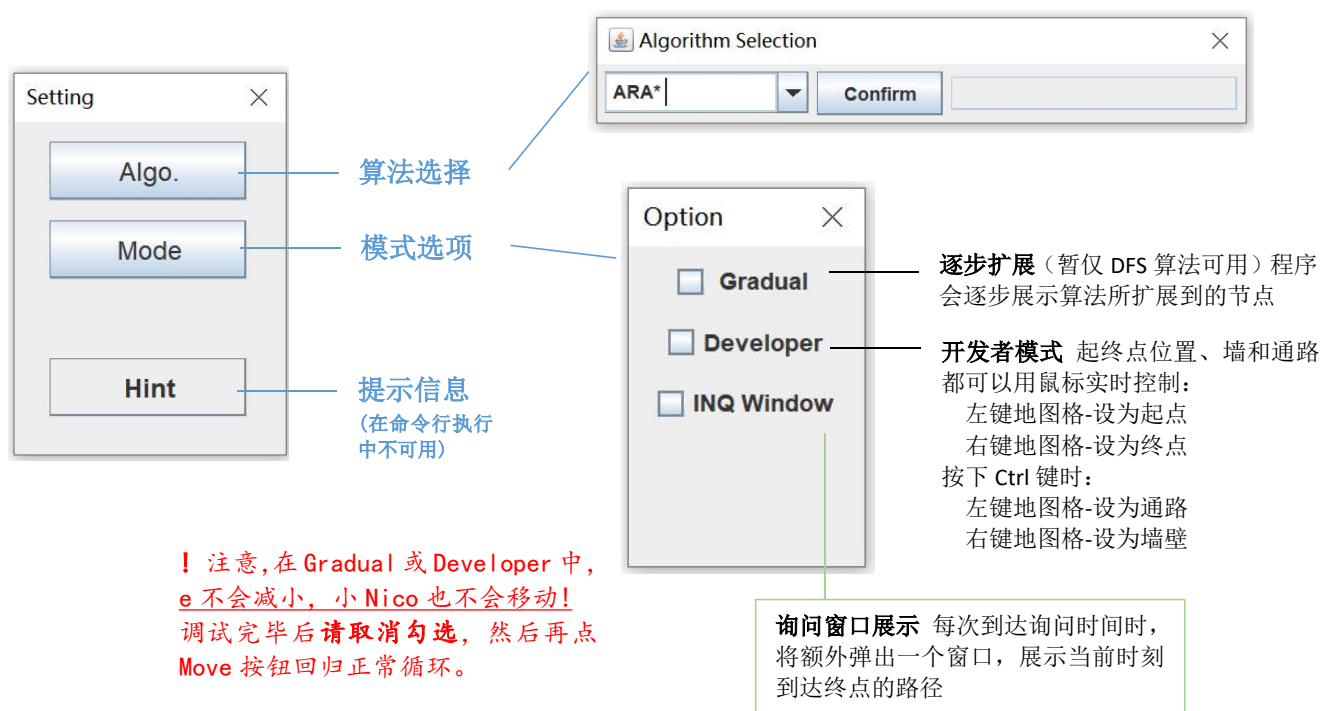 Algorithm Selection
ARA*
Confirm
Setting
Algo.
Mode
Hint
算法选择
模式选项
提示信息
(在命令行执行
中不可用)
Option
Gradual
Developer
INQ Window
逐步扩展（暂仅 DFS 算法可用）程序
会逐步展示算法所扩展到的节点
开发者模式 起终点位置、墙和通路
都可以用鼠标实时控制：
左键地图格-设为起点
右键地图格-设为终点
按下 Ctrl 键时：
左键地图格-设为通路
右键地图格-设为墙壁
！注意,在 Gradual 或 Developer 中，
e 不会减小，小 Nico 也不会移动！
调试完毕后请取消勾选，然后再点
Move 按钮回归正常循环。
询问窗口展示 每次到达询问时间时，
将额外弹出一个窗口，展示当前时刻
到达终点的路径